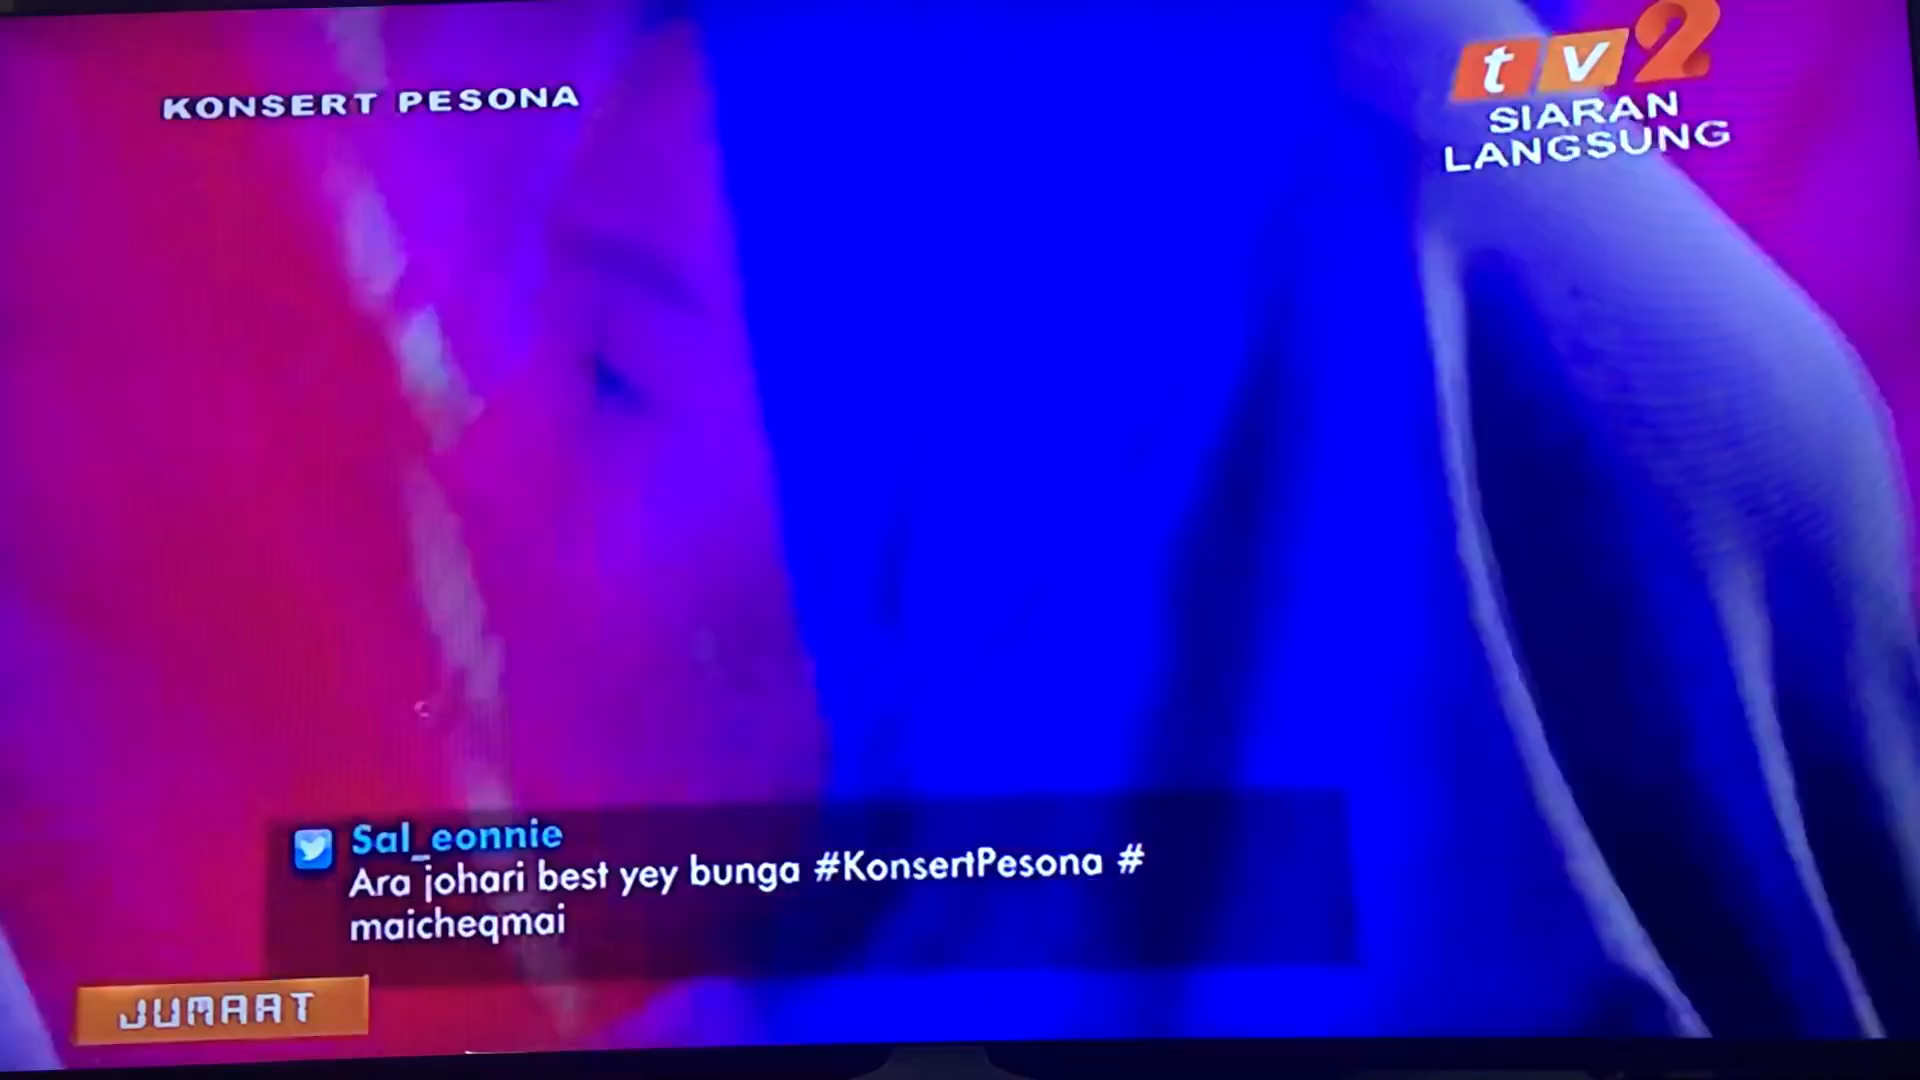 KONSERT PESONA
tv2
SIARAN
LANGSUNG
Sal_eonnie
Ara johari best yey bunga #KonsertPesona #
maicheqmai
JUMAAT